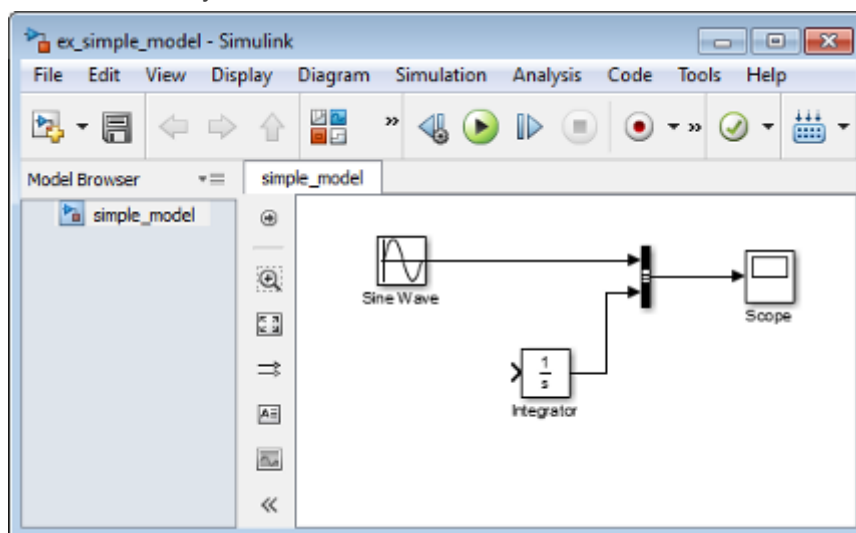 ex_simple_model - Simulink
File Edit View Display Diagram Simulation Analysis Code Tools Help
Model Browser simple_model
simple_model
Sine Wave
Scope
1
s
Integrator